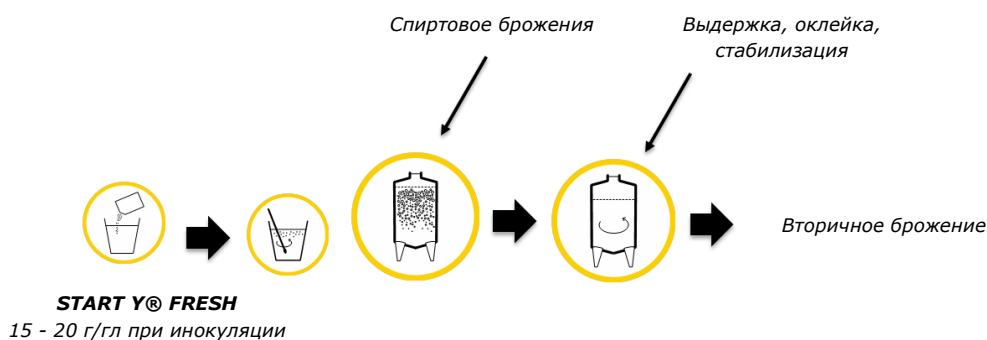 Спиртовое брожения
Выдержка, оклейка,
стабилизация
Вторичное брожение
START Y® FRESH
15 - 20 г/гл при инокуляции